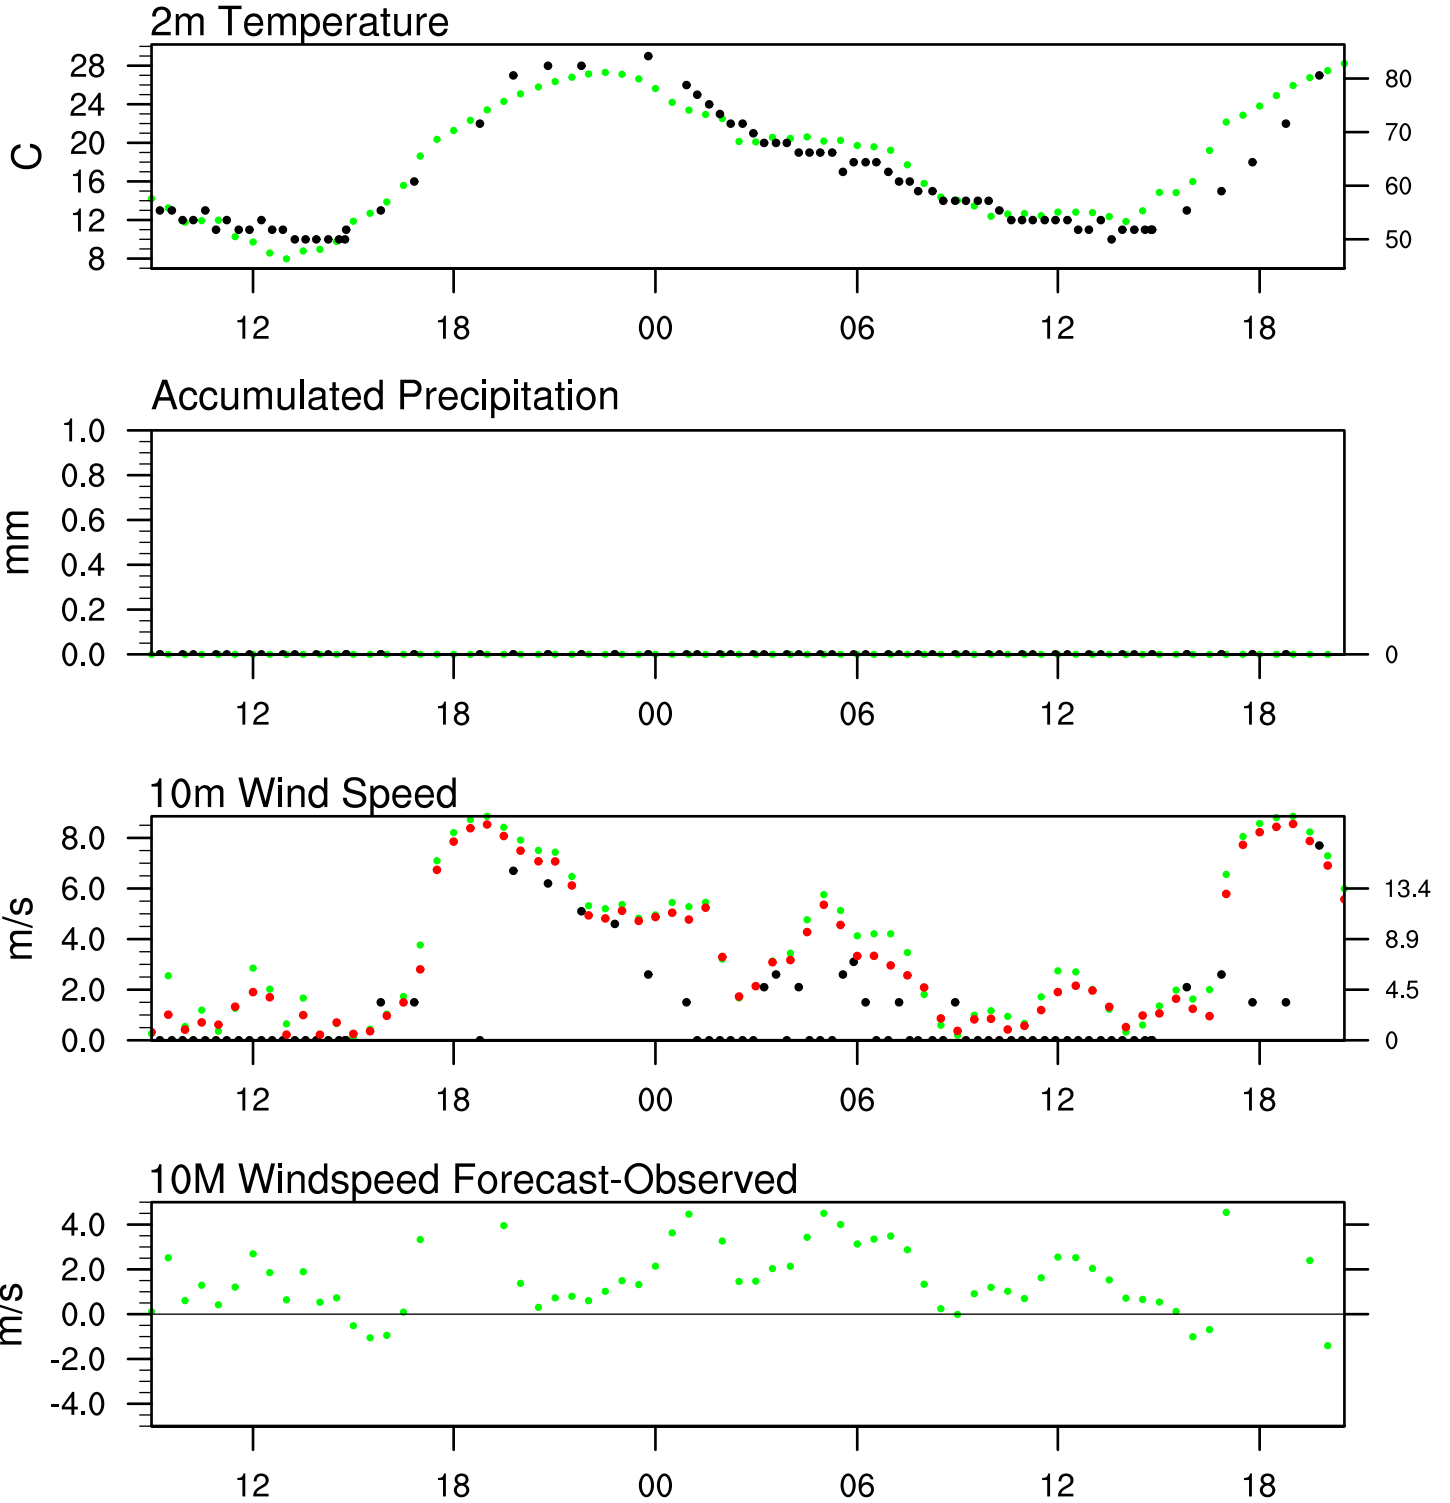 2m Temperature
28
24
20
16
12
8
C
80
70
60
50
12 18 00 06 12 18
Accumulated Precipitation
1.0
0.8
0.6
0.4
0.2
0.0
mm
0
12 18 00 06 12 18
10m Wind Speed
8.0
6.0
4.0
2.0
0.0
m/s
13.4
8.9
4.5
0
12 18 00 06 12 18
10M Windspeed Forecast-Observed
4.0
2.0
0.0
-2.0
-4.0
m/s
12 18 00 06 12 18